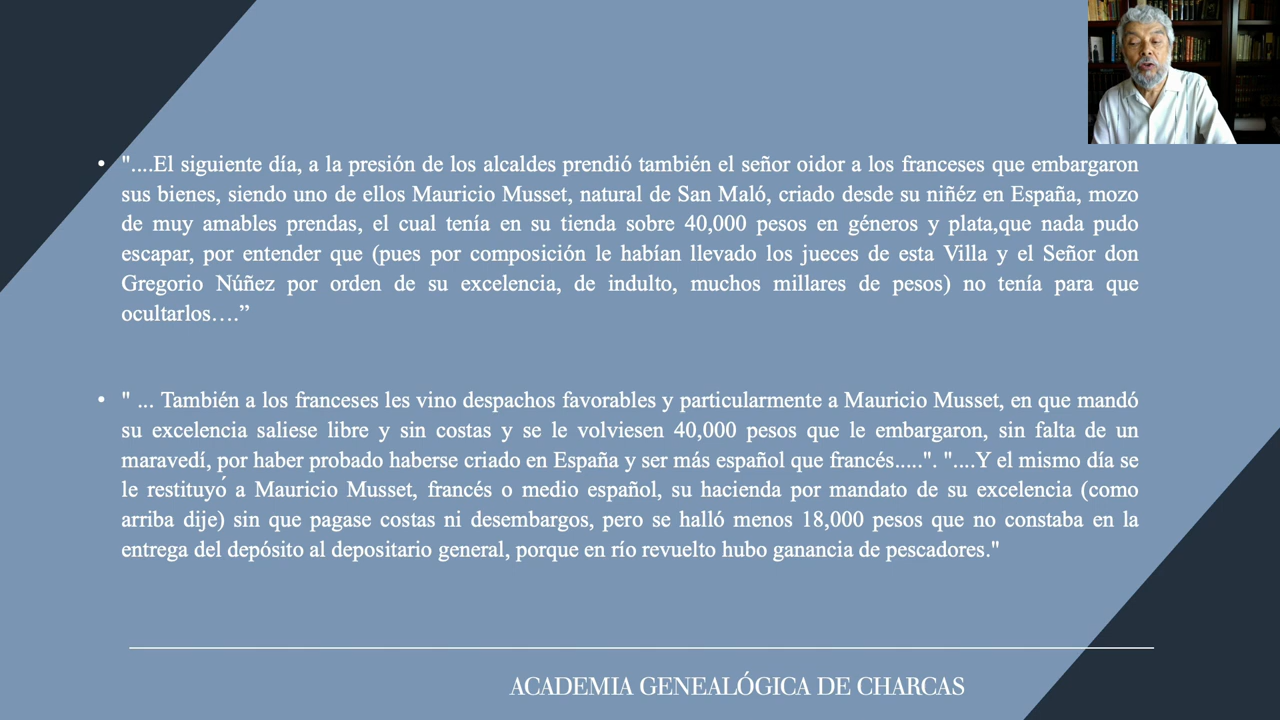 • "....El siguiente día, a la presión de los alcaldes prendió también el señor oidor a los franceses que embargaron
sus bienes, siendo uno de ellos Mauricio Musset, natural de San Maló, criado desde su niñéz en España, mozo
de muy amables prendas, el cual tenía en su tienda sobre 40,000 pesos en géneros y plata,que nada pudo
escapar, por entender que (pues por composición le habían llevado los jueces de esta Villa y el Señor don
Gregorio Núñez por orden de su excelencia, de indulto, muchos millares de pesos) no tenía para que
ocultarlos….”
• " ... También a los franceses les vino despachos favorables y particularmente a Mauricio Musset, en que mandó
su excelencia saliese libre y sin costas y se le volviesen 40,000 pesos que le embargaron, sin falta de un
maravedí, por haber probado haberse criado en España y ser más español que francés.....". "....Y el mismo día se
le restituyó a Mauricio Musset, francés o medio español, su hacienda por mandato de su excelencia (como
arriba dije) sin que pagase costas ni desembargos, pero se halló menos 18,000 pesos que no constaba en la
entrega del depósito al depositario general, porque en río revuelto hubo ganancia de pescadores."
ACADEMIA GENEALÓGICA DE CHARCAS